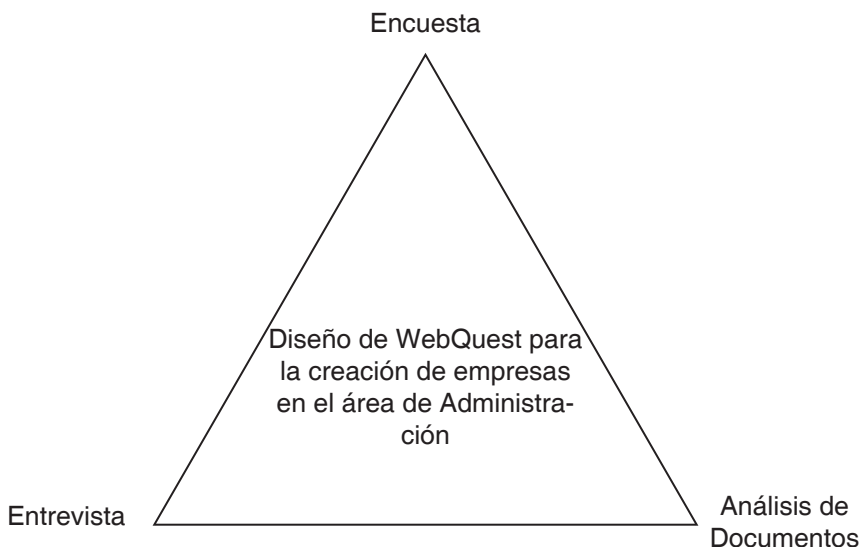 Encuesta
Diseño de WebQuest para
la creación de empresas
en el área de Administra-
ción
Entrevista
Análisis de
Documentos